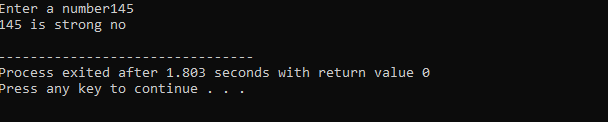 Enter a number145
145 is strong no
--------------------------------
Process exited after 1.803 seconds with return value 0
Press any key to continue . . .